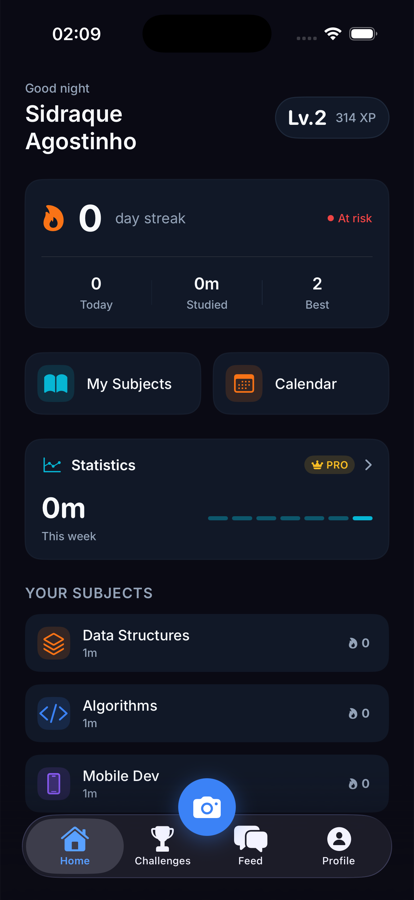 02:09
Good night
Sidraque
Agostinho
Lv.2 314 XP
0 day streak
At risk
0
Today
0m
Studied
2
Best
My Subjects
Calendar
Statistics
PRO
0m
This week
YOUR SUBJECTS
Data Structures
1m
0
Algorithms
1m
0
Mobile Dev
1m
0
Home
Challenges
Feed
Profile